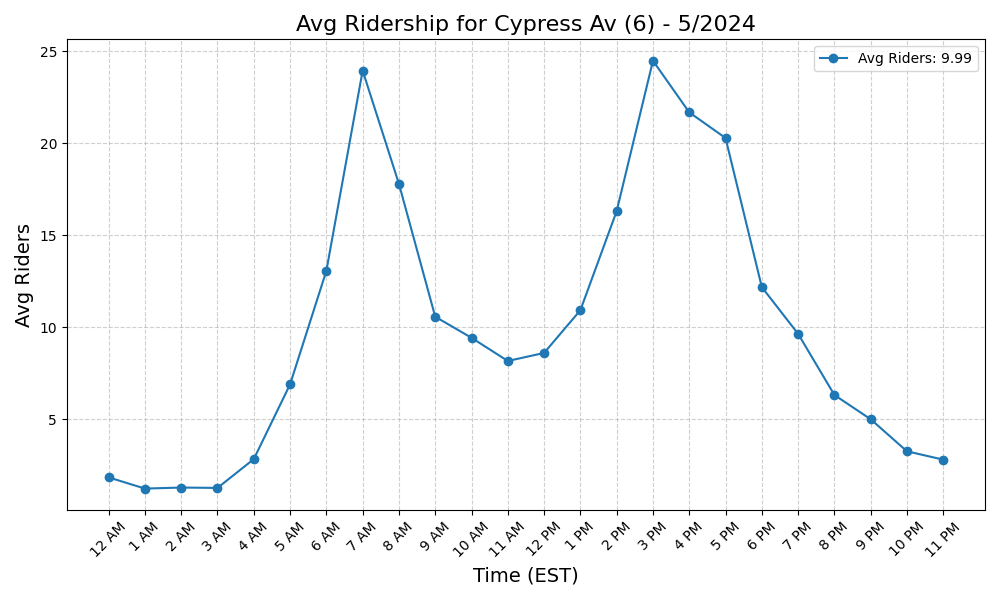 Avg Ridership for Cypress Av (6) - 5/2024
Avg Riders: 9.99
Avg Riders
25
20
15
10
5
12 AM
1 AM
2 AM
3 AM
4 AM
5 AM
6 AM
7 AM
8 AM
9 AM
10 AM
11 AM
12 PM
1 PM
2 PM
3 PM
4 PM
5 PM
6 PM
7 PM
8 PM
9 PM
10 PM
11 PM
Time (EST)